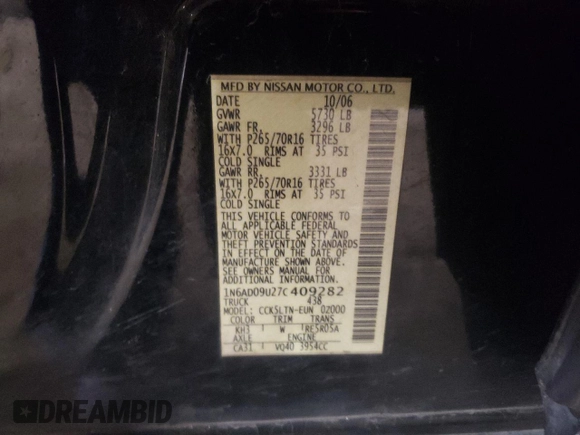 MFD BY NISSAN MOTOR CO., LTD.
DATE 10/06
GVWR 5730 LB
GAWR FR. 3296 LB
WITH P265/70R16 TIRES
16X7.0 RIMS AT 35 PSI
COLD SINGLE
GAWR RR. 3331 LB
WITH P265/70R16 TIRES
16X7.0 RIMS AT 35 PSI
COLD SINGLE
THIS VEHICLE CONFORMS TO
ALL APPLICABLE FEDERAL
MOTOR VEHICLE SAFETY AND
THEFT PREVENTION STANDARDS
IN EFFECT ON THE DATE OF
MANUFACTURE SHOWN ABOVE.
SEE OWNERS MANUAL FOR
ADDITIONAL INFORMATION.
1N6AD09U27C409282
TRUCK 438
MODEL: CCK5LTN-EUN 02000
COLOR TRIM TRANS
KH3 W RE5R05A
AXLE ENGINE
CA31 VQ40 3954CC
DREAMBID